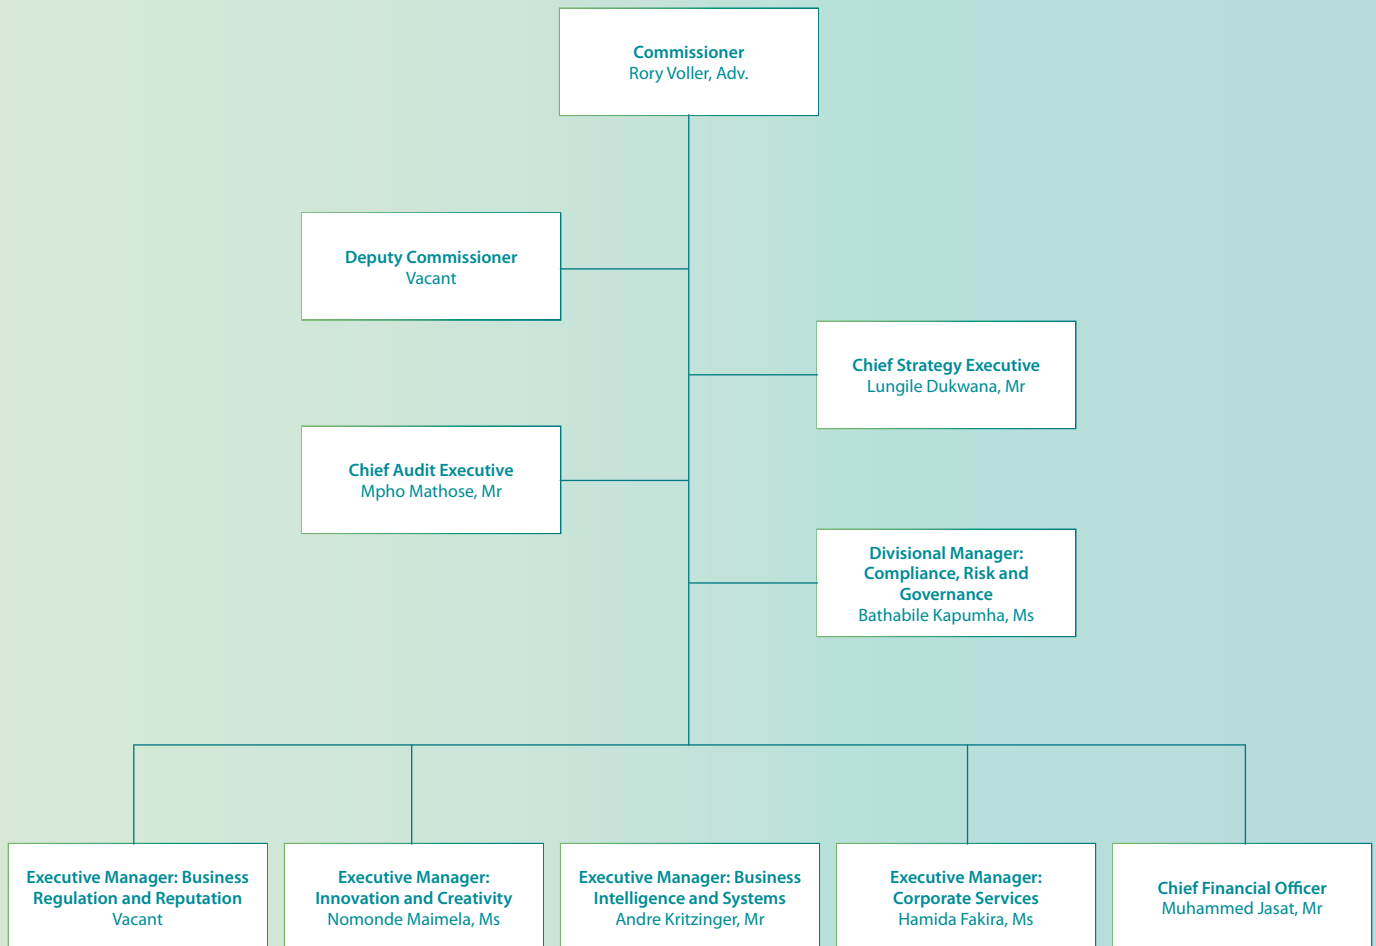 Commissioner
Rory Voller, Adv.
Deputy Commissioner
Vacant
Chief Strategy Executive
Lungile Dukwana, Mr
Chief Audit Executive
Mpho Mathose, Mr
Divisional Manager:
Compliance, Risk and
Governance
Bathabile Kapumha, Ms
Executive Manager: Business
Regulation and Reputation
Vacant
Executive Manager:
Innovation and Creativity
Nomonde Maimela, Ms
Executive Manager: Business
Intelligence and Systems
Andre Kritzinger, Mr
Executive Manager:
Corporate Services
Hamida Fakira, Ms
Chief Financial Officer
Muhammed Jasat, Mr